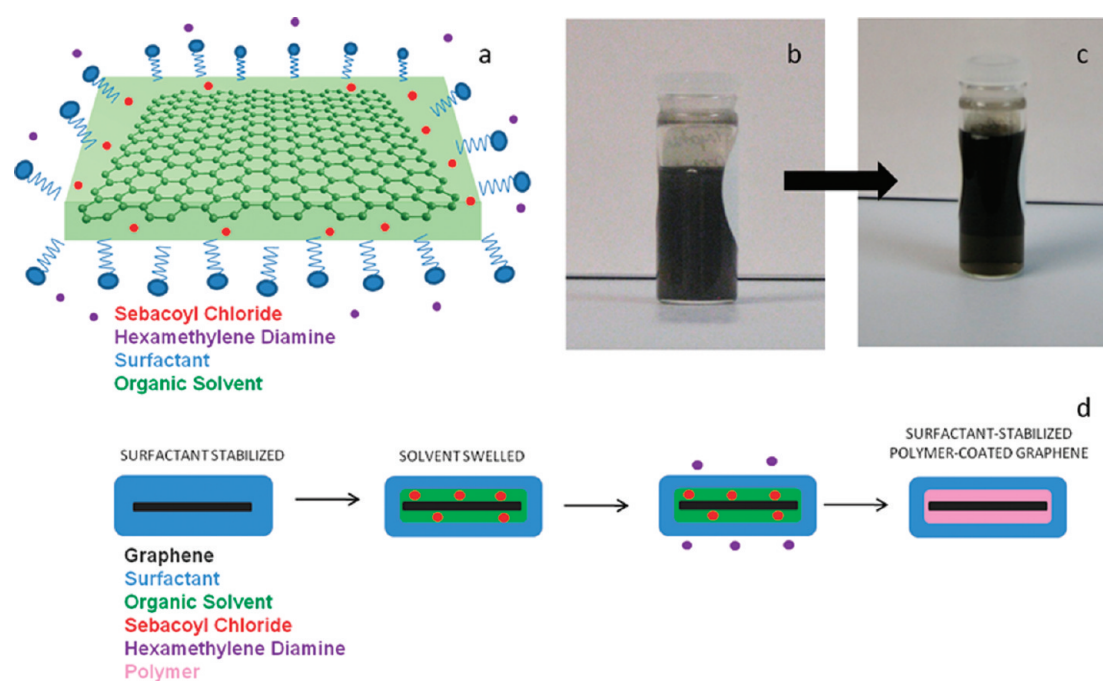 a
b
c
Sebacoyl Chloride
Hexamethylene Diamine
Surfactant
Organic Solvent
d
SURFACTANT STABILIZED
SOLVENT SWELLED
SURFACTANT-STABILIZED
POLYMER-COATED GRAPHENE
Graphene
Surfactant
Organic Solvent
Sebacoyl Chloride
Hexamethylene Diamine
Polymer